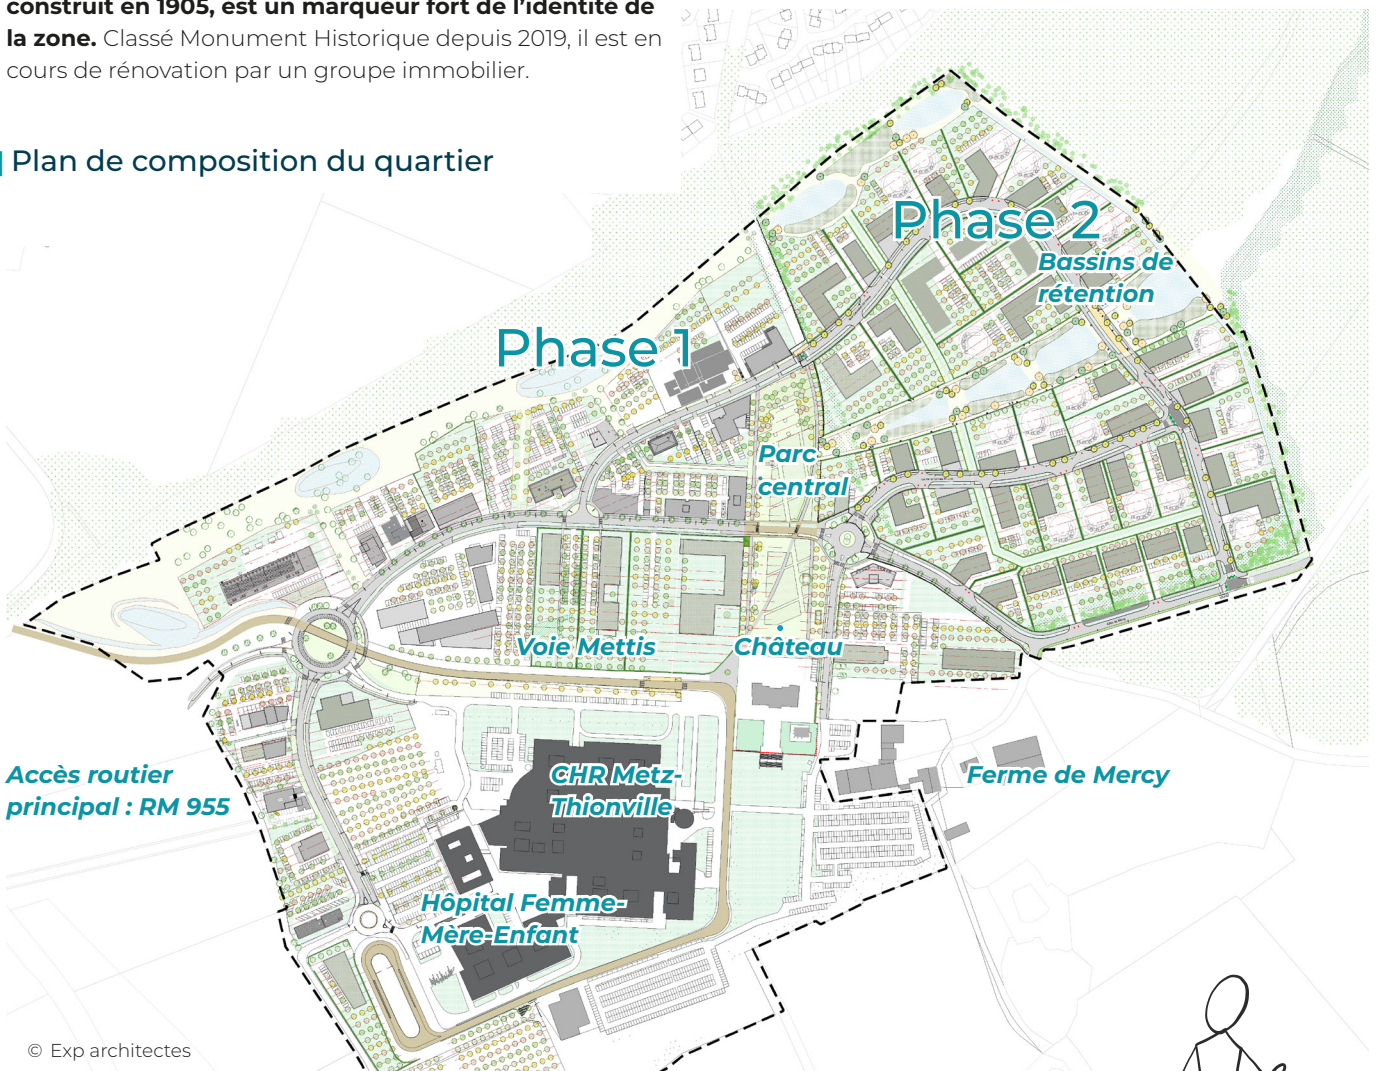 construit en 1905, est un marqueur fort de l’identité de
la zone. Classé Monument Historique depuis 2019, il est en
cours de rénovation par un groupe immobilier.
Plan de composition du quartier
Phase 2
Bassins de
rétention
Phase 1
Parc
central
Voie Mettis
Château
Accès routier
principal : RM 955
CHR Metz-
Thionville
Ferme de Mercy
Hôpital Femme-
Mère-Enfant
© Exp architectes